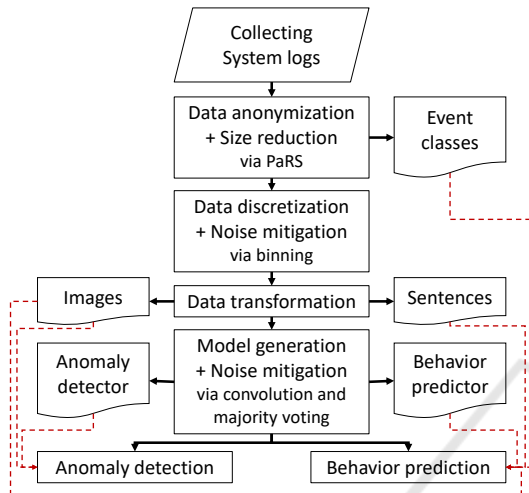 Collecting
System logs
Data anonymization
+ Size reduction
via PaRS
Event
classes
Data discretization
+ Noise mitigation
via binning
Images
Data transformation
Sentences
Anomaly
detector
Model generation
+ Noise mitigation
via convolution and
majority voting
Behavior
predictor
Anomaly detection
Behavior prediction